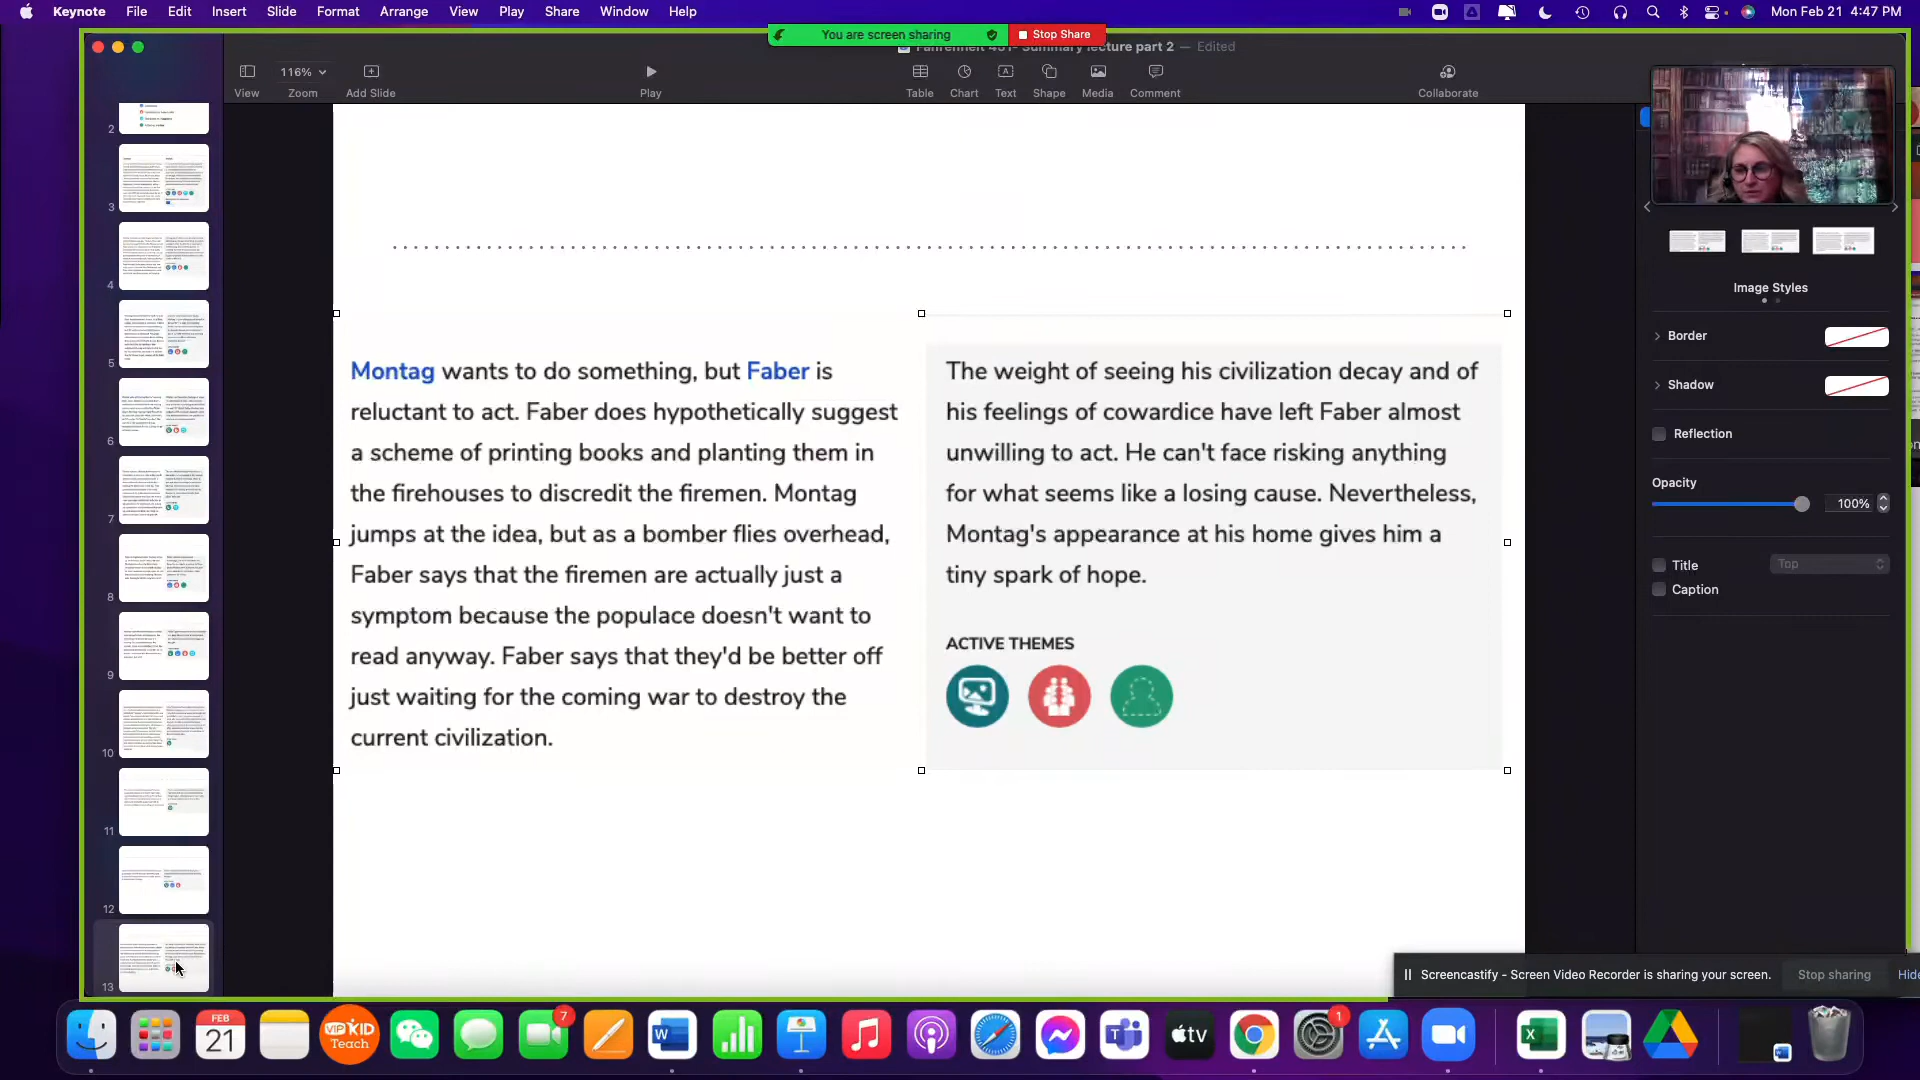 Keynote File Edit Insert Slide Format Arrange View Play Share Window Help
Mon Feb 21 4:47 PM
You are screen sharing
Stop Share
Fahrenheit 451- Summary lecture part 2 — Edited
116%
View Zoom Add Slide Play Table Chart Text Shape Media Comment Collaborate
2
3
4
5
6
7
8
9
10
11
12
13
Montag wants to do something, but Faber is
reluctant to act. Faber does hypothetically suggest
a scheme of printing books and planting them in
the firehouses to discredit the firemen. Montag
jumps at the idea, but as a bomber flies overhead,
Faber says that the firemen are actually just a
symptom because the populace doesn't want to
read anyway. Faber says that they'd be better off
just waiting for the coming war to destroy the
current civilization.
The weight of seeing his civilization decay and of
his feelings of cowardice have left Faber almost
unwilling to act. He can't face risking anything
for what seems like a losing cause. Nevertheless,
Montag's appearance at his home gives him a
tiny spark of hope.
ACTIVE THEMES
Image Styles
Border
Shadow
Reflection
Opacity
100%
Title Top
Caption
Screencastify - Screen Video Recorder is sharing your screen. Stop sharing Hide
FEB
21
VIP KID
Teach
7
W
T
tv
1
X
W